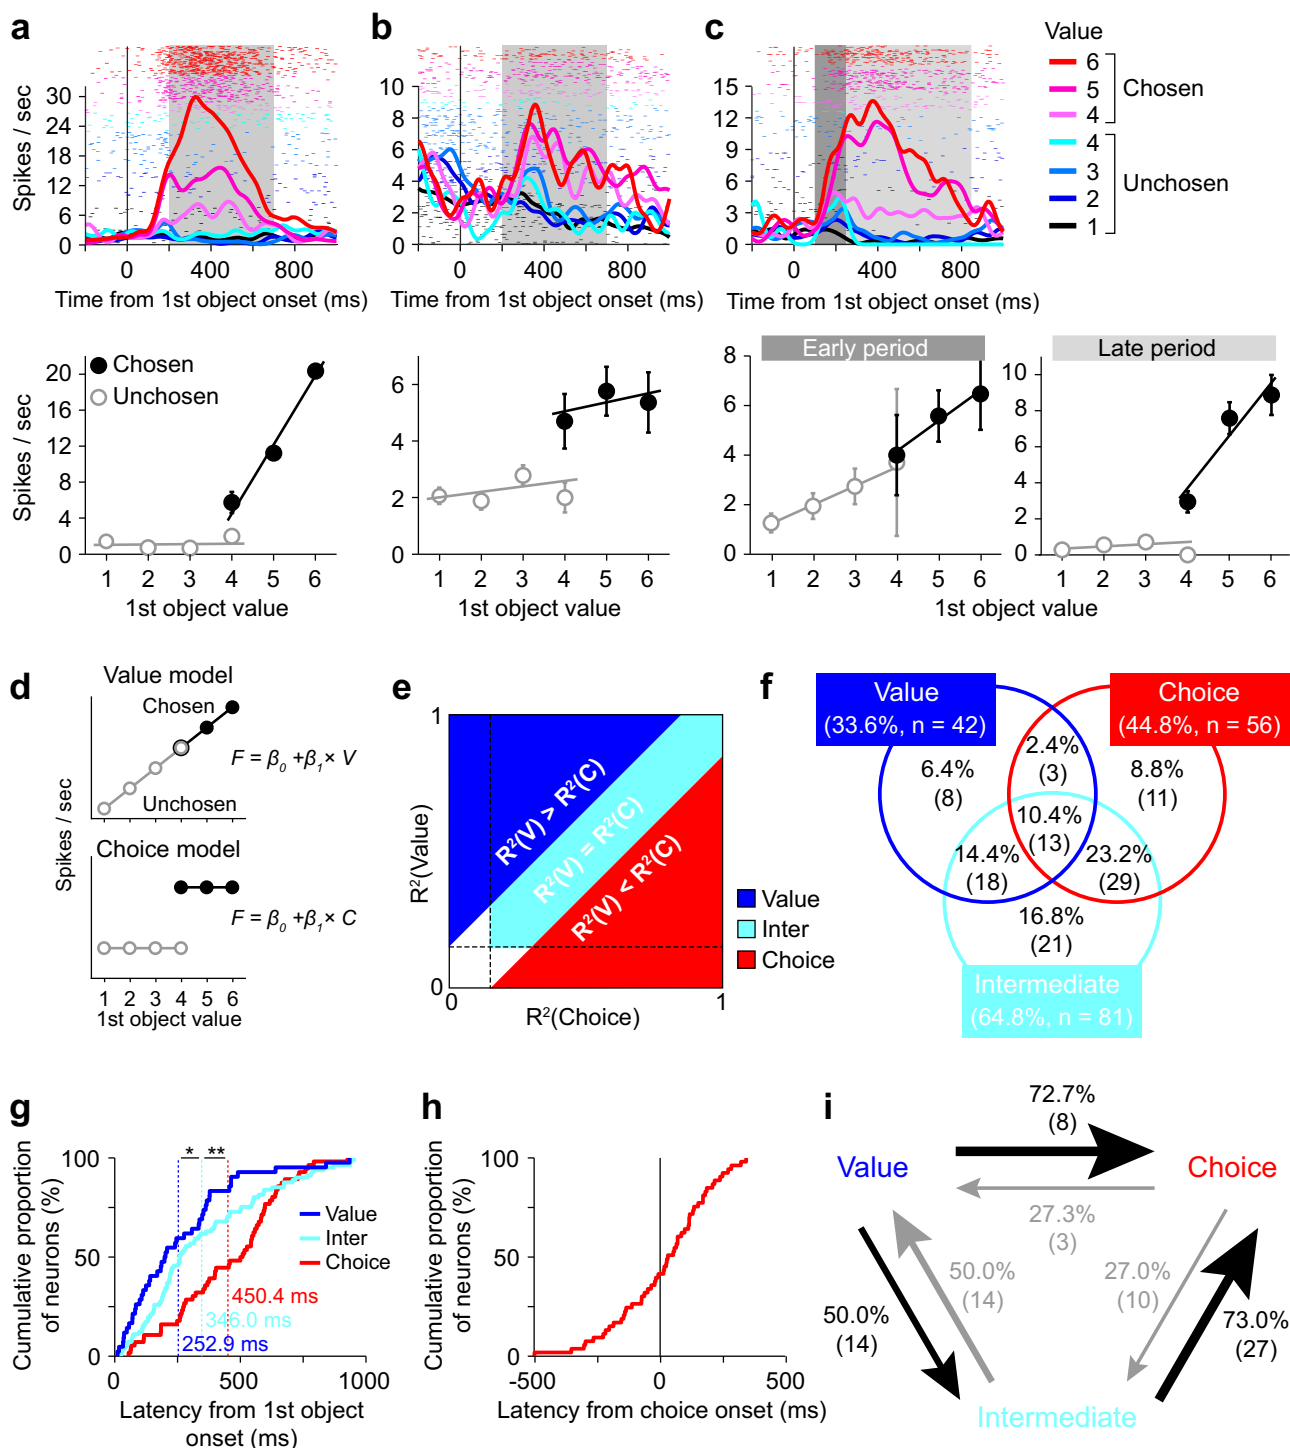 a
b
c
Value
6
5
4
Chosen
4
3
2
1
Unchosen
Spikes / sec
30
24
18
12
6
0
10
8
6
4
2
0
15
12
9
6
3
0
0 400 800
0 400 800
0 400 800
Time from 1st object onset (ms)
Time from 1st object onset (ms)
Time from 1st object onset (ms)
Chosen
Unchosen
Early period
Late period
Spikes / sec
20
16
12
8
4
0
6
4
2
0
8
6
4
2
0
10
8
6
4
2
0
1 2 3 4 5 6
1 2 3 4 5 6
1 2 3 4 5 6
1 2 3 4 5 6
1st object value
1st object value
1st object value
d
Value model
Chosen
Unchosen
F = β0 +β1× V
Choice model
F = β0 +β1× C
Spikes / sec
1 2 3 4 5 6
1st object value
e
1
0
R²(Value)
R²(V) > R²(C)
R²(V) = R²(C)
R²(V) < R²(C)
0
1
R²(Choice)
Value
Inter
Choice
f
Value
(33.6%, n = 42)
Choice
(44.8%, n = 56)
2.4%
(3)
6.4%
(8)
8.8%
(11)
10.4%
(13)
14.4%
(18)
23.2%
(29)
16.8%
(21)
Intermediate
(64.8%, n = 81)
g
Cumulative proportion
of neurons (%)
100
50
0
* **
Value
Inter
Choice
450.4 ms
346.0 ms
252.9 ms
0 500 1000
Latency from 1st object
onset (ms)
h
Cumulative proportion
of neurons (%)
100
50
0
-500 0 500
Latency from choice onset (ms)
i
72.7%
(8)
Value
Choice
27.3%
(3)
50.0%
(14)
27.0%
(10)
50.0%
(14)
73.0%
(27)
Intermediate